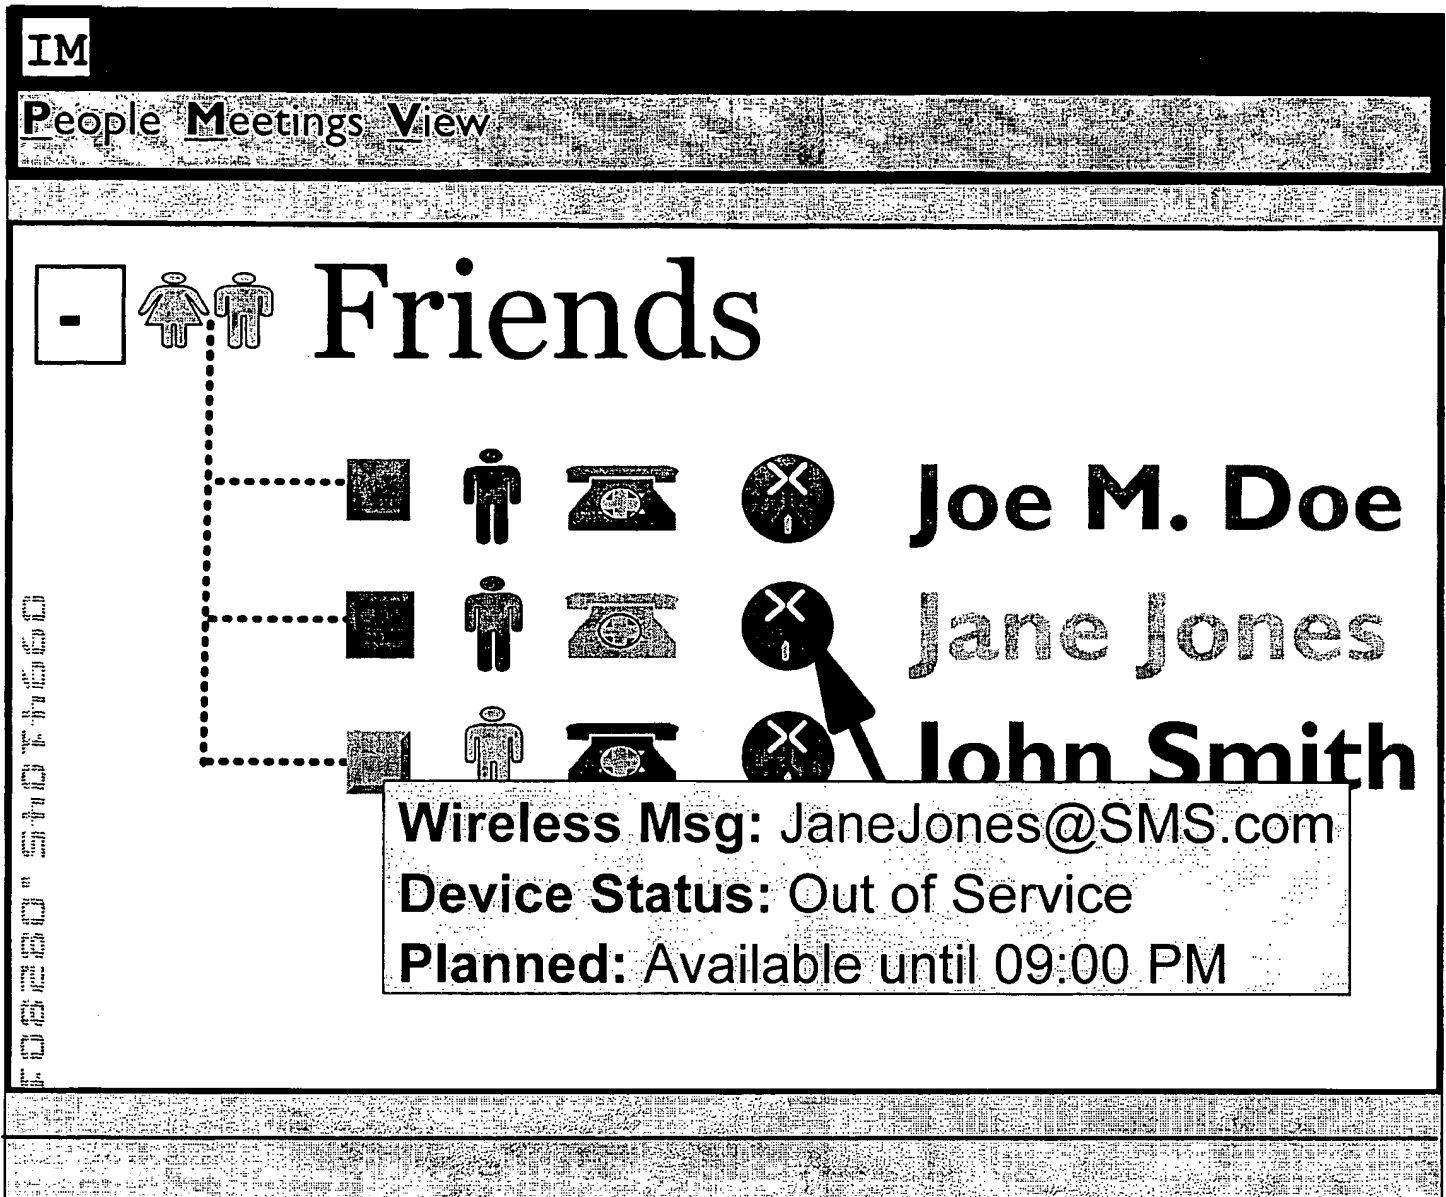 IM
People Meetings View
- Friends
Joe M. Doe
Jane Jones
John Smith
Wireless Msg: JaneJones@SMS.com
Device Status: Out of Service
Planned: Available until 09:00 PM